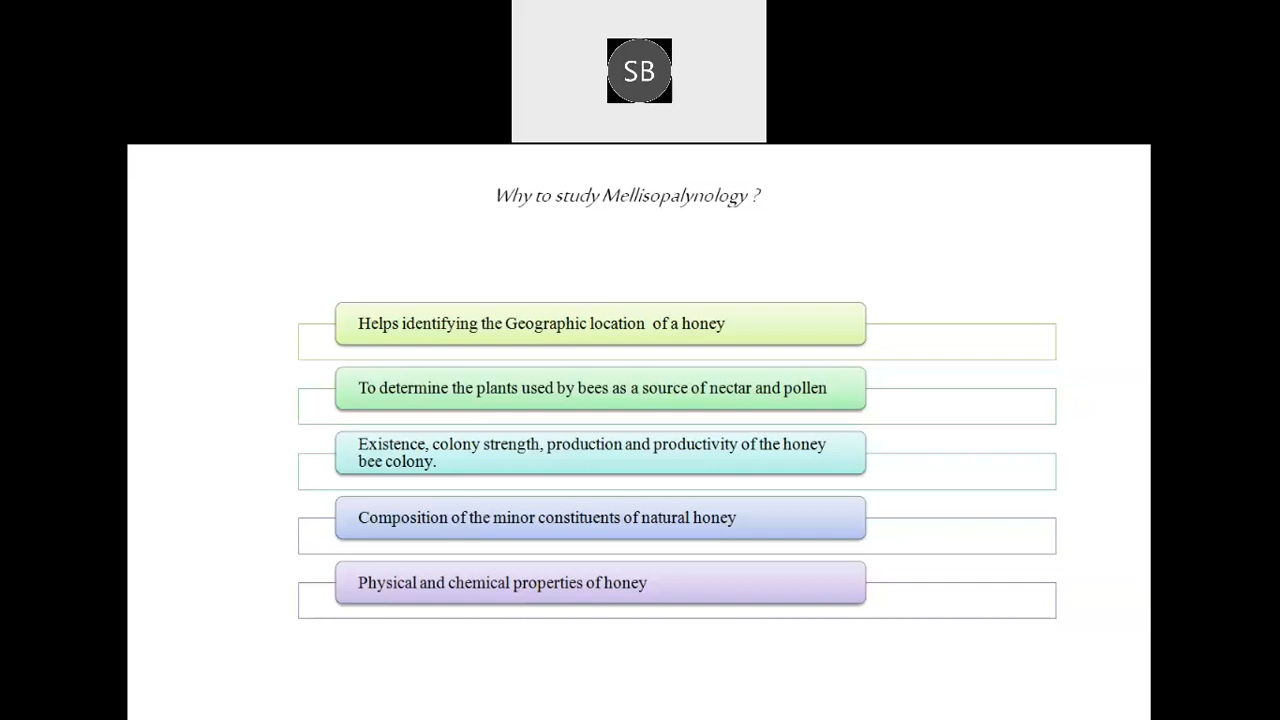 SB
Why to study Mellisopalynology ?
Helps identifying the Geographic location of a honey
To determine the plants used by bees as a source of nectar and pollen
Existence, colony strength, production and productivity of the honey
bee colony.
Composition of the minor constituents of natural honey
Physical and chemical properties of honey